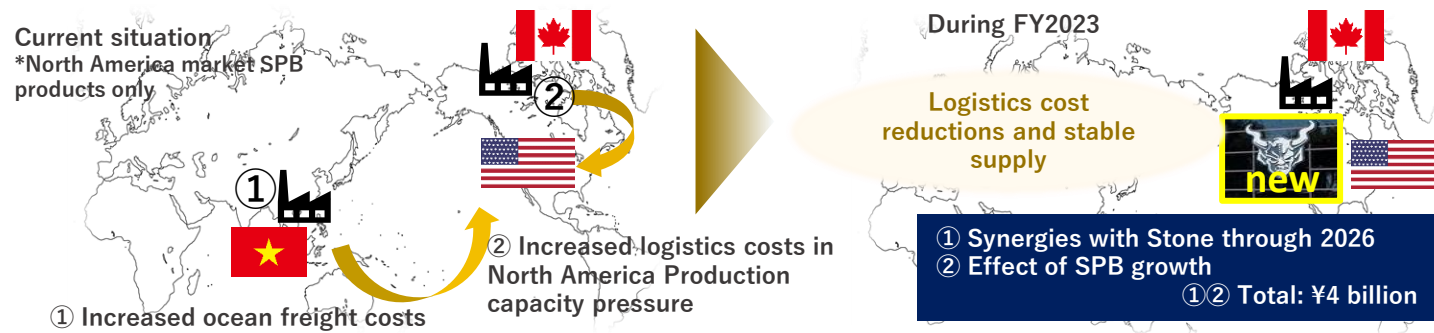 Current situation
*North America market SPB
products only
②
①
② Increased logistics costs in
North America Production
capacity pressure
① Increased ocean freight costs
During FY2023
Logistics cost
reductions and stable
supply
new
① Synergies with Stone through 2026
② Effect of SPB growth
①② Total: ¥4 billion